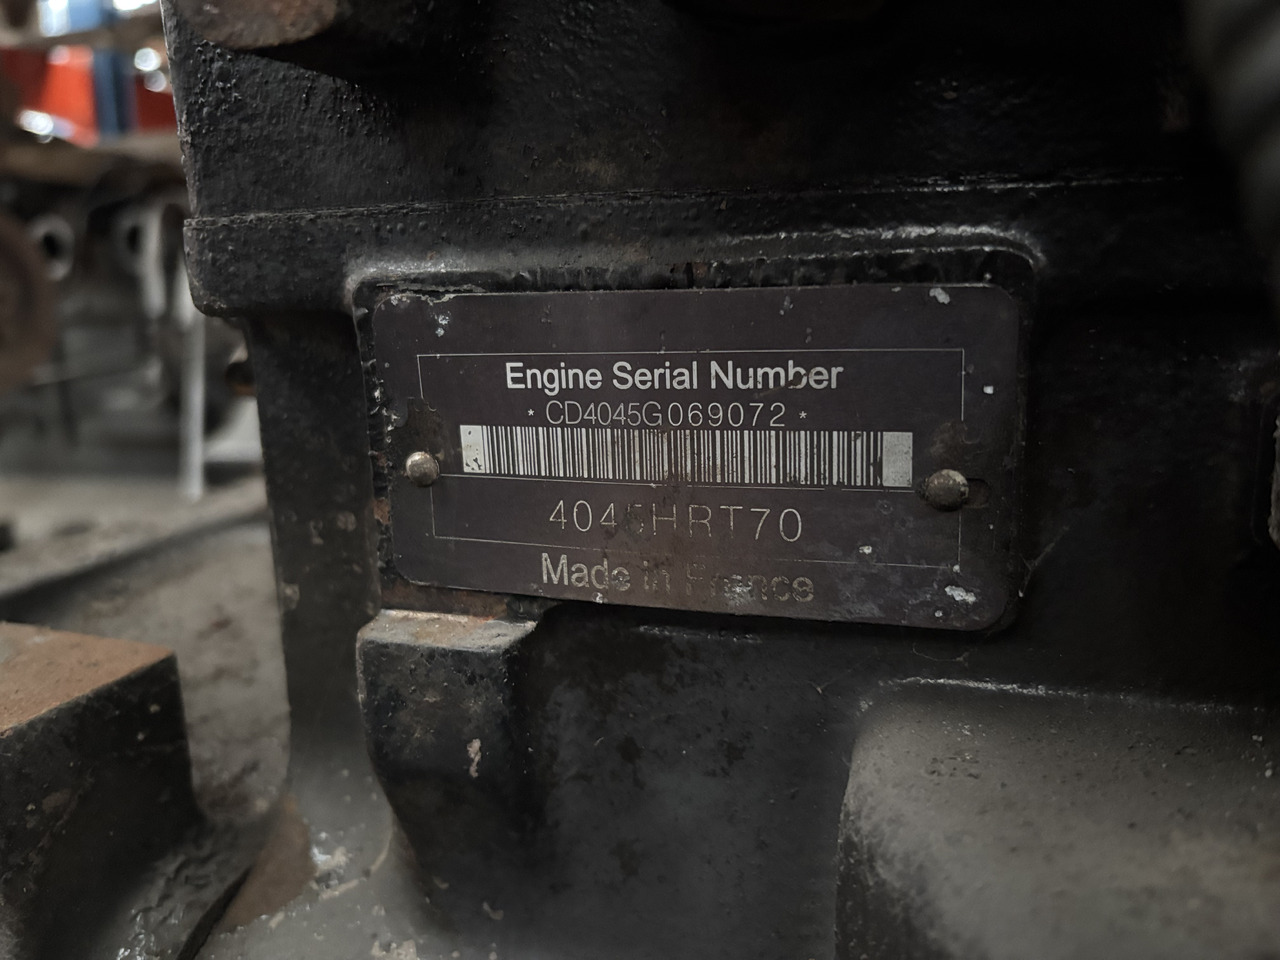 Engine Serial Number
* CD4045G069072 *
4045HRT70
Made in France